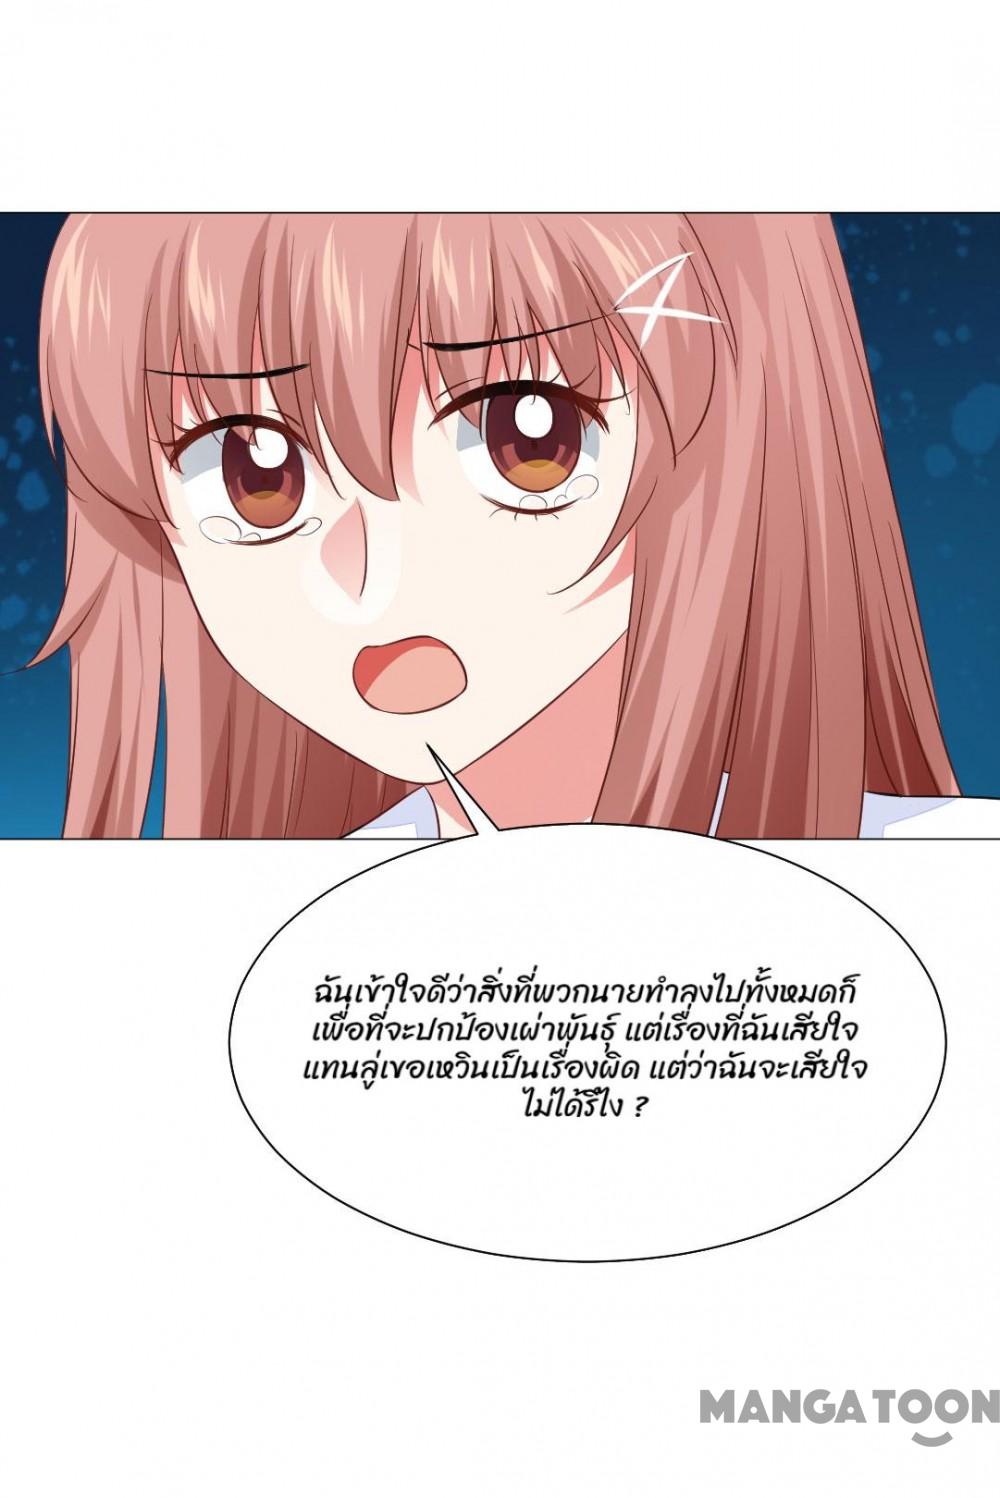 ฉันเข้าใจดีว่าสิ่งที่พวกนายทำลงไปทั้งหมดก็
เพื่อที่จะปกป้องเผ่าพันธุ์ แต่เรื่องที่ฉันเสียใจ
แทนลู่เขอเหวินเป็นเรื่องผิด แต่ว่าฉันจะเสียใจ
ไม่ได้รึไง ?
MANGATOON